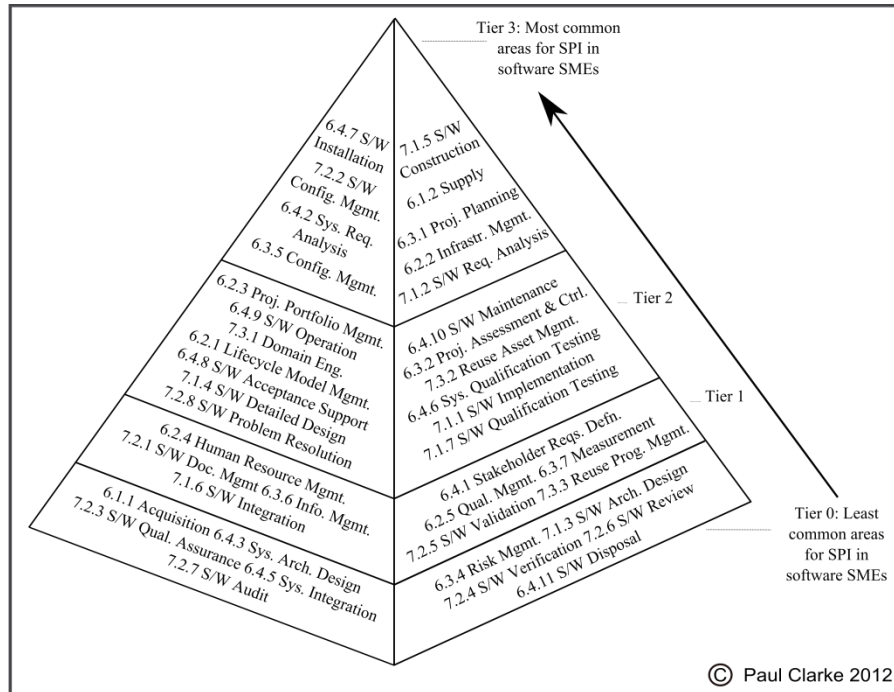 Tier 3: Most common
areas for SPI in
software SMEs
6.4.7 S/W
Installation
7.2.2 S/W
Config. Mgmt.
6.4.2 Sys. Req.
Analysis
6.3.5 Config. Mgmt.
7.1.5 S/W
Construction
6.1.2 Supply
6.3.1 Proj. Planning
6.2.2 Infrastr. Mgmt.
7.1.2 S/W Req. Analysis
Tier 2
6.2.3 Proj. Portfolio Mgmt.
6.4.9 S/W Operation
7.3.1 Domain Eng.
6.2.1 Lifecycle Model Mgmt.
6.4.8 S/W Acceptance Support
7.1.4 S/W Detailed Design
7.2.8 S/W Problem Resolution
6.4.10 S/W Maintenance
6.3.2 Proj. Assessment & Ctrl.
7.3.2 Reuse Asset Mgmt.
6.4.6 Sys. Qualification Testing
7.1.1 S/W Implementation
7.1.7 S/W Qualification Testing
Tier 1
6.2.4 Human Resource Mgmt.
7.2.1 S/W Doc. Mgmt 6.3.6 Info. Mgmt.
7.1.6 S/W Integration
6.4.1 Stakeholder Reqs. Defn.
6.2.5 Qual. Mgmt. 6.3.7 Measurement
7.2.5 S/W Validation 7.3.3 Reuse Prog. Mgmt.
6.1.1 Acquisition 6.4.3 Sys. Arch. Design
7.2.3 S/W Qual. Assurance 6.4.5 Sys. Integration
7.2.7 S/W Audit
6.3.4 Risk Mgmt. 7.1.3 S/W Arch. Design
7.2.4 S/W Verification 7.2.6 S/W Review
6.4.11 S/W Disposal
Tier 0: Least
common areas
for SPI in
software SMEs
© Paul Clarke 2012